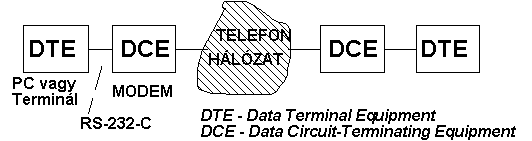 TELEFON
HÁLÓZAT
DTE
DCE
DCE
DTE
PC vagy
Terminál
MODEM
RS-232-C
DTE - Data Terminal Equipment
DCE - Data Circuit-Terminating Equipment